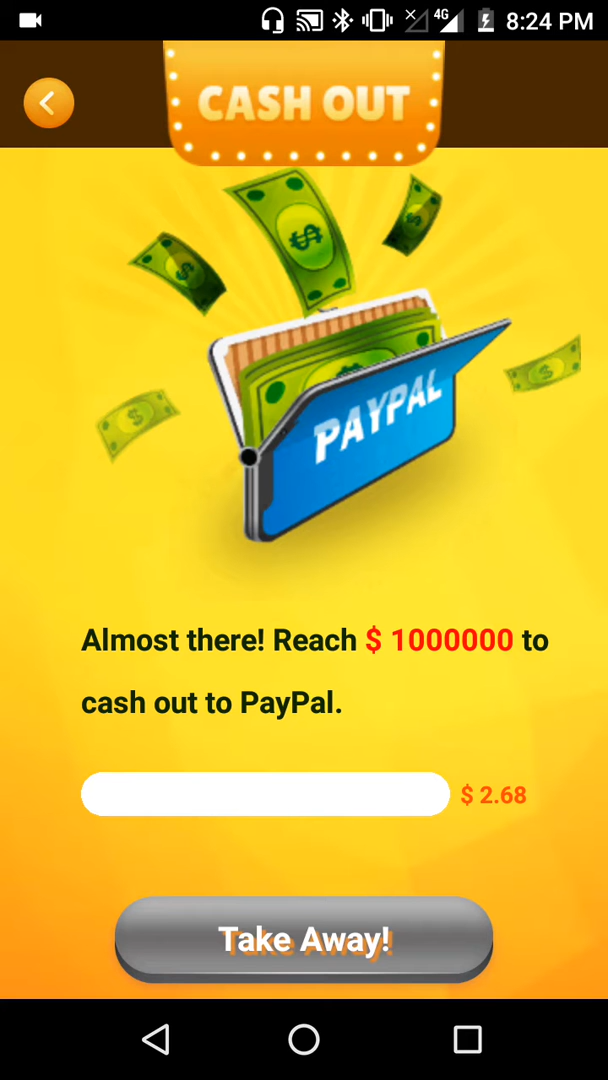 4G 8:24 PM
CASH OUT
PAYPAL
Almost there! Reach $ 1000000 to
cash out to PayPal.
$ 2.68
Take Away!